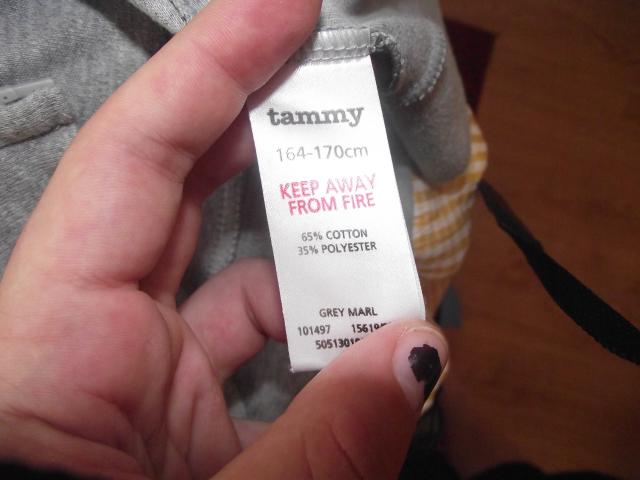 tammy
164-170cm
KEEP AWAY
FROM FIRE
65% COTTON
35% POLYESTER
GREY MARL
101497